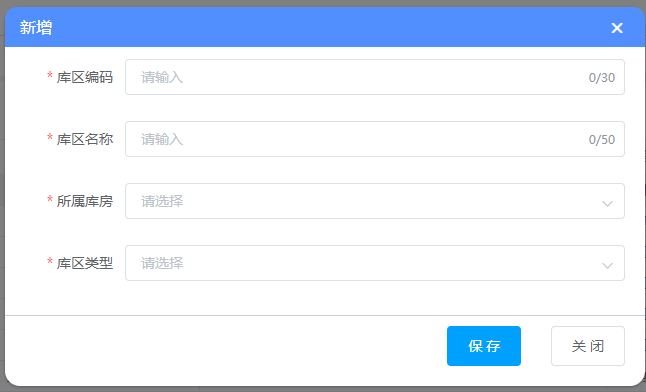 新增
* 库区编码 请输入 0/30
* 库区名称 请输入 0/50
* 所属库房 请选择
* 库区类型 请选择
保存 关闭